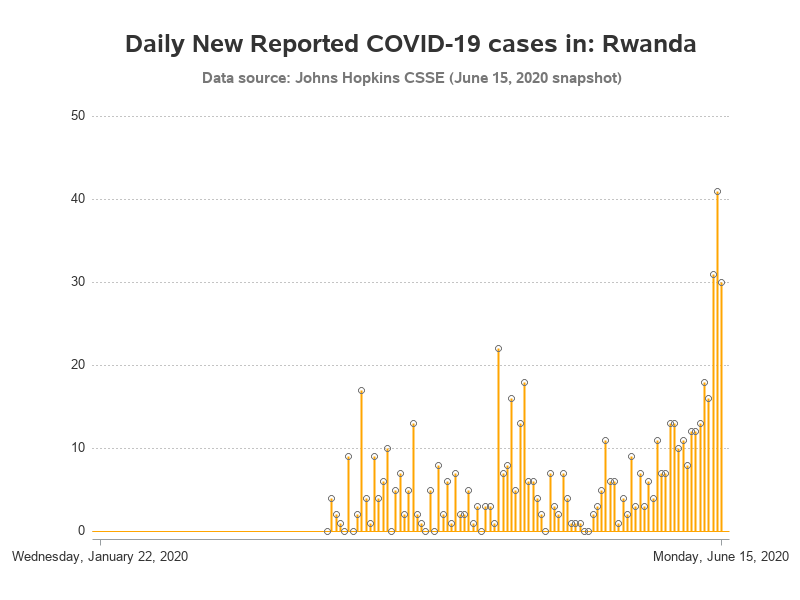 Daily New Reported COVID-19 cases in: Rwanda
Data source: Johns Hopkins CSSE (June 15, 2020 snapshot)
50
40
30
20
10
0
Wednesday, January 22, 2020
Monday, June 15, 2020